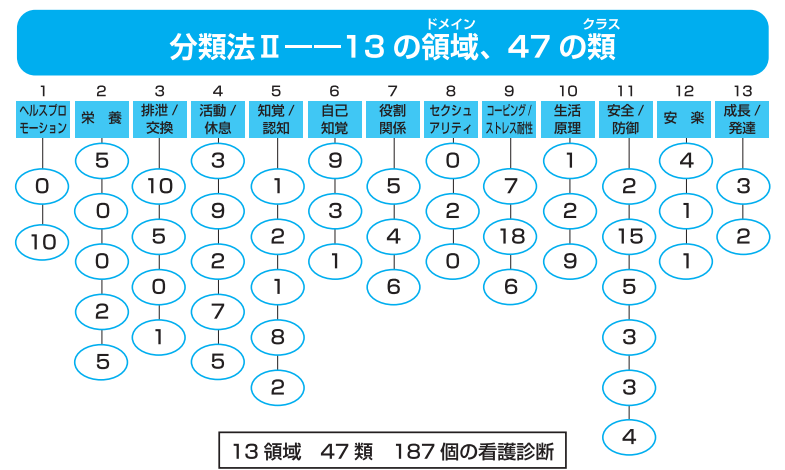 ドメイン クラス
分類法Ⅱ――13の領域、47の類
1 2 3 4 5 6 7 8 9 10 11 12 13
ヘルスプロモーション 栄養 排泄/交換 活動/休息 知覚/認知 自己知覚 役割関係 セクシュアリティ コーピング/ストレス耐性 生活原理 安全/防御 安楽 成長/発達
5 3 9 0 1 4
0 10 1 5 7 2 3
0 9 3 2 2 1
10 5 2 4 18 15 2
0 2 1 0 9 1
0 1 6 6 5
2 7
1 8 3
5 5
2 3
4
13領域 47類 187個の看護診断